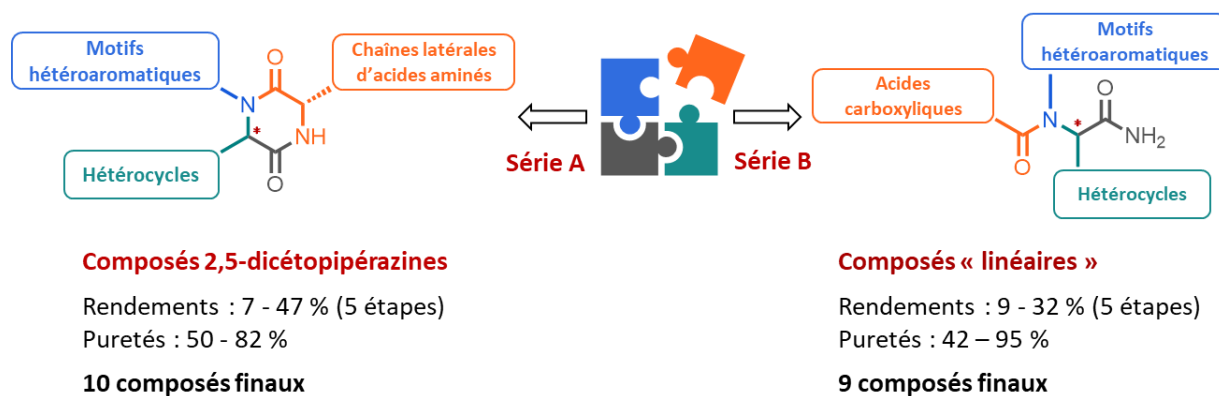 Motifs
hétéroaromatiques
O
Chaînes latérales
d'acides aminés
N
*
NH
O
Hétérocycles
Série A
Série B
Motifs
hétéroaromatiques
Acides
carboxyliques
O
N
*
NH2
O
Hétérocycles
Composés 2,5-dicétopipérazines
Rendements : 7 - 47 % (5 étapes)
Puretés : 50 - 82 %
10 composés finaux
Composés « linéaires »
Rendements : 9 - 32 % (5 étapes)
Puretés : 42 – 95 %
9 composés finaux